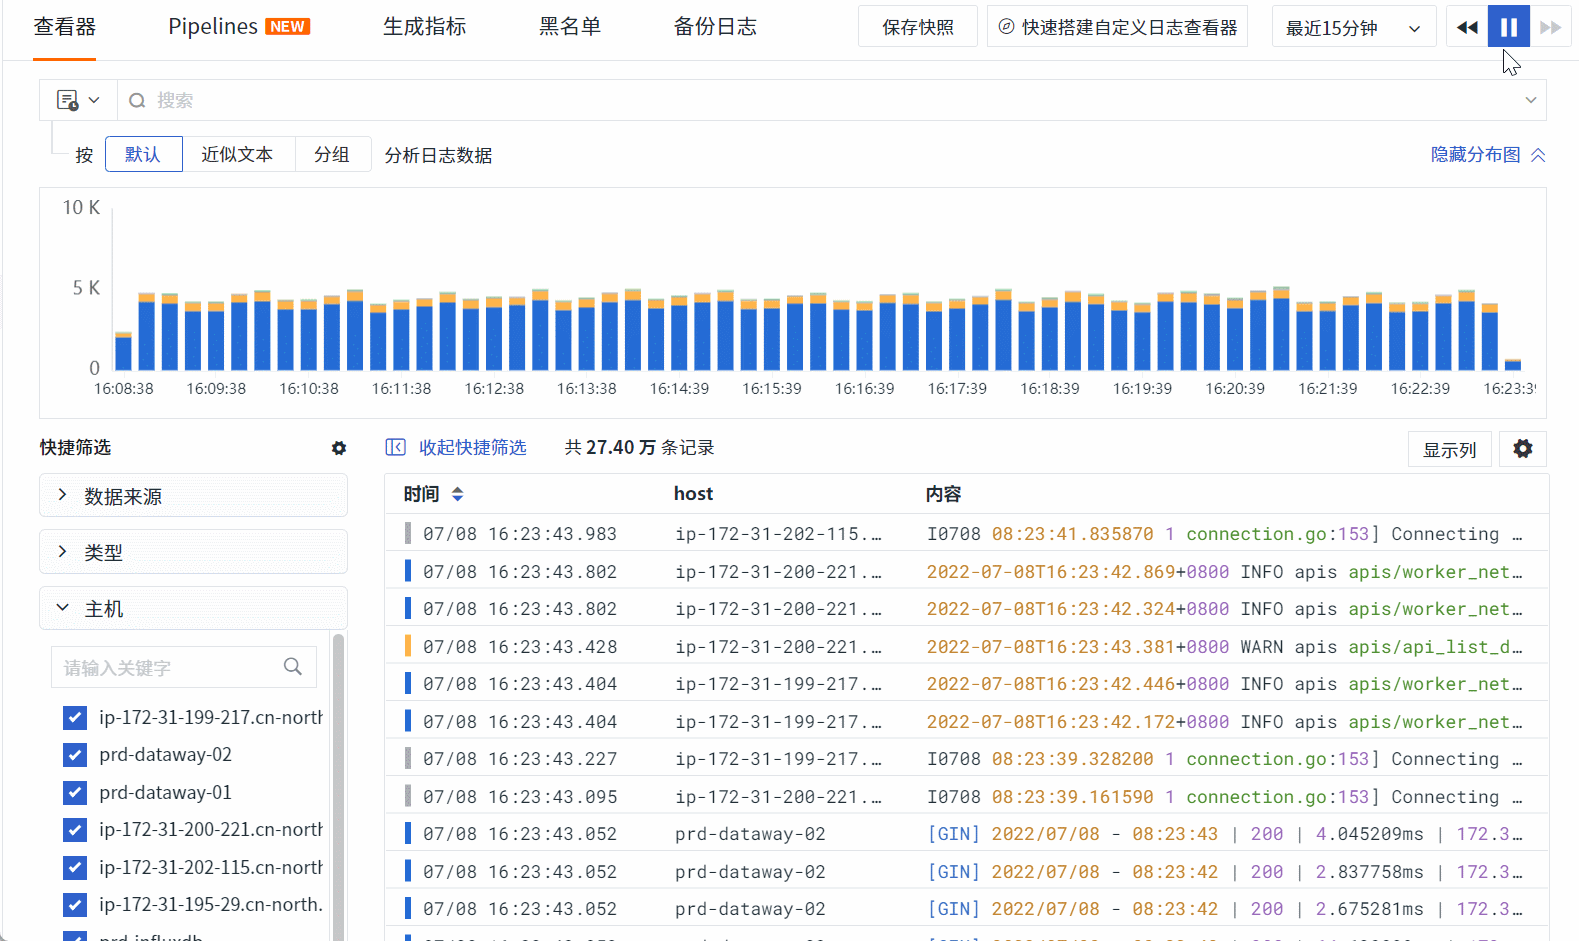 查看器 Pipelines NEW 生成指标 黑名单 备份日志 保存快照 快速搭建自定义日志查看器 最近15分钟
搜索
按 默认 近似文本 分组 分析日志数据 隐藏分布图
10 K
5 K
0
16:08:38 16:09:38 16:10:38 16:11:38 16:12:38 16:13:38 16:14:39 16:15:39 16:16:39 16:17:39 16:18:39 16:19:39 16:20:39 16:21:39 16:22:39 16:23:39
快捷筛选 收起快捷筛选 共 27.40 万 条记录 显示列
数据来源
类型
主机
请输入关键字
ip-172-31-199-217.cn-north
prd-dataway-02
prd-dataway-01
ip-172-31-200-221.cn-north
ip-172-31-202-115.cn-north
ip-172-31-195-29.cn-north.
prd-influxdb
时间 host 内容
07/08 16:23:43.983 ip-172-31-202-115.… I0708 08:23:41.835870 1 connection.go:153] Connecting …
07/08 16:23:43.802 ip-172-31-200-221.… 2022-07-08T16:23:42.869+0800 INFO apis apis/worker_net…
07/08 16:23:43.802 ip-172-31-200-221.… 2022-07-08T16:23:42.324+0800 INFO apis apis/worker_net…
07/08 16:23:43.428 ip-172-31-200-221.… 2022-07-08T16:23:43.381+0800 WARN apis apis/api_list_d…
07/08 16:23:43.404 ip-172-31-199-217.… 2022-07-08T16:23:42.446+0800 INFO apis apis/worker_net…
07/08 16:23:43.404 ip-172-31-199-217.… 2022-07-08T16:23:42.172+0800 INFO apis apis/worker_net…
07/08 16:23:43.227 ip-172-31-199-217.… I0708 08:23:39.328200 1 connection.go:153] Connecting …
07/08 16:23:43.095 ip-172-31-200-221.… I0708 08:23:39.161590 1 connection.go:153] Connecting …
07/08 16:23:43.052 prd-dataway-02 [GIN] 2022/07/08 - 08:23:43 | 200 | 4.045209ms | 172.3…
07/08 16:23:43.052 prd-dataway-02 [GIN] 2022/07/08 - 08:23:42 | 200 | 2.837758ms | 172.3…
07/08 16:23:43.052 prd-dataway-02 [GIN] 2022/07/08 - 08:23:42 | 200 | 2.675281ms | 172.3…